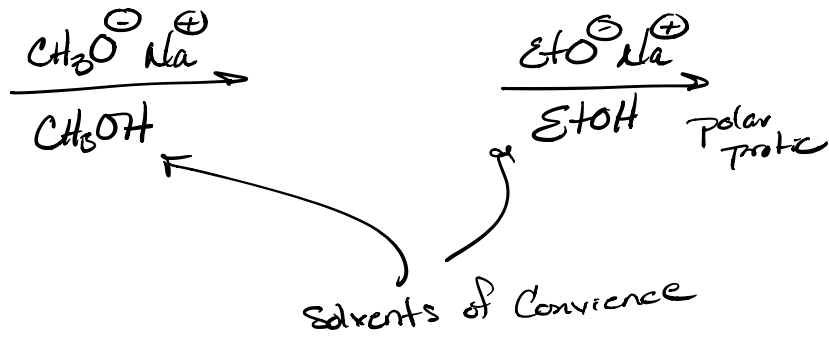 CH₃O⊖ Na⊕
CH₃OH
EtO⊖ Na⊕
EtOH
polar
protic
Solvents of Convience